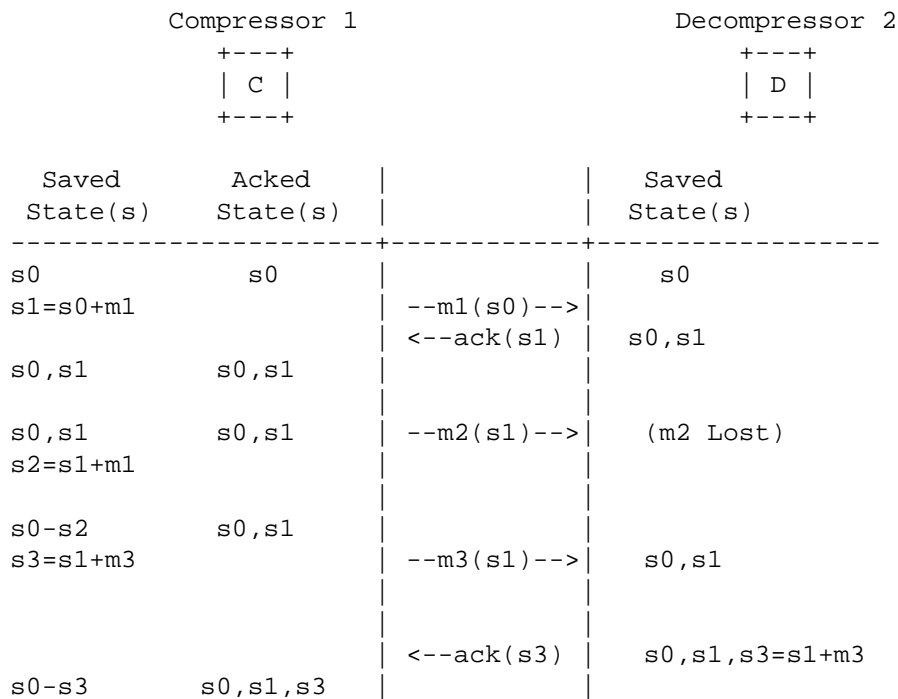 Compressor 1                    Decompressor 2
             +---+                             +---+
             | C |                             | D |
             +---+                             +---+

  Saved        Acked      |            |   Saved
 State(s)     State(s)    |            |  State(s)
-----------------------+------------+------------------
s0              s0        |            |    s0
s1=s0+m1                  | --m1(s0)-->|
                          | <--ack(s1) |  s0,s1
s0,s1         s0,s1       |            |
                          |            |
s0,s1         s0,s1       | --m2(s1)-->|   (m2 Lost)
s2=s1+m1                  |            |
                          |            |
s0-s2         s0,s1       |            |
s3=s1+m3                  | --m3(s1)-->|   s0,s1
                          |            |
                          |            |
                          | <--ack(s3) |   s0,s1,s3=s1+m3
s0-s3        s0,s1,s3     |            |